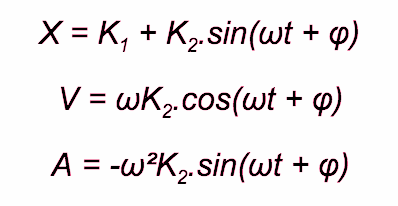 X = K₁ + K₂.sin(ωt + φ)
V = ωK₂.cos(ωt + φ)
A = -ω²K₂.sin(ωt + φ)